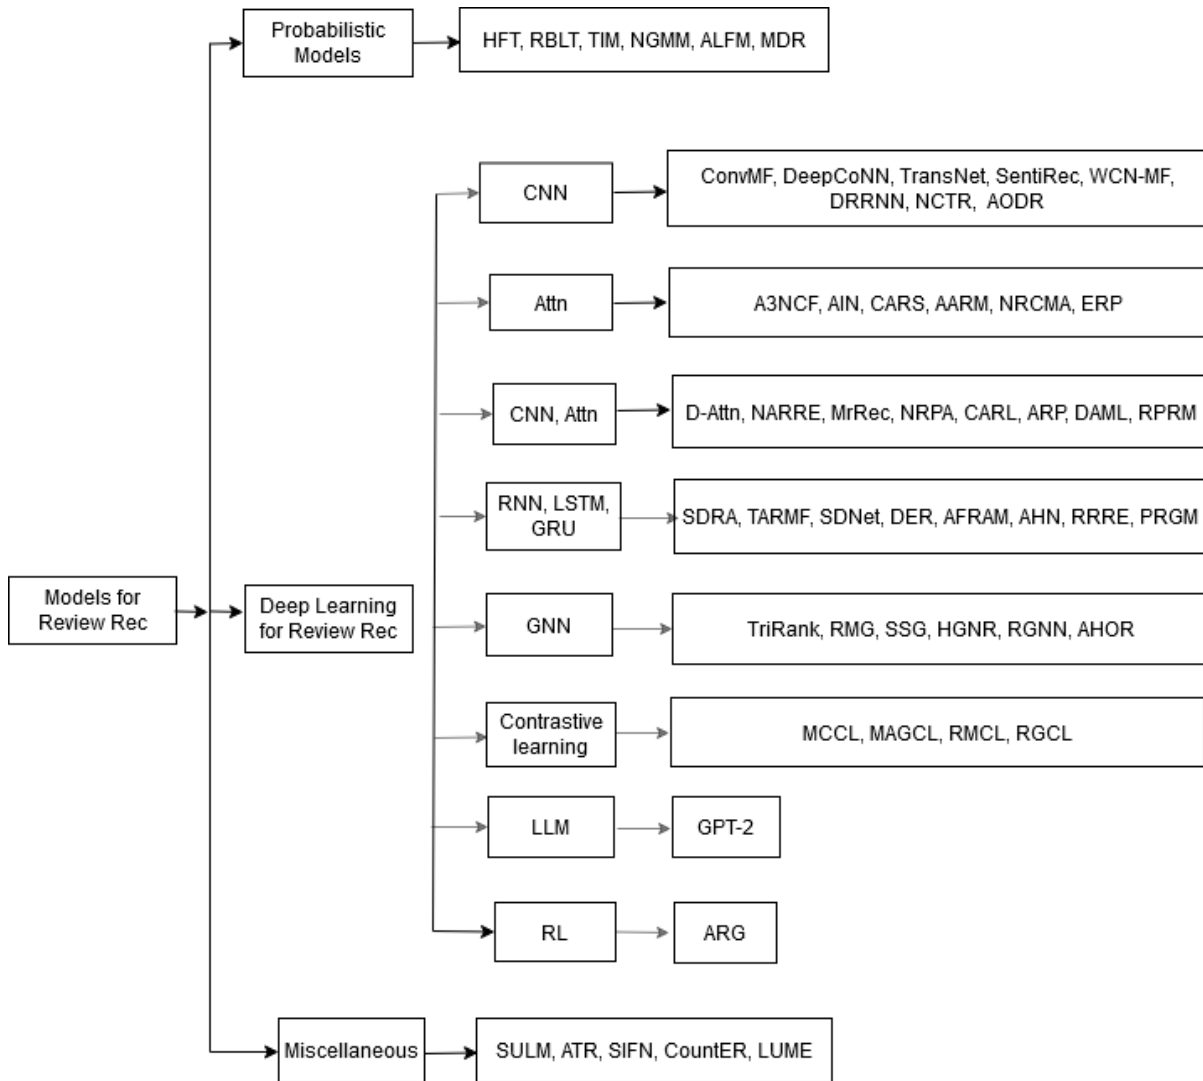 Probabilistic
Models
HFT, RBLT, TIM, NGMM, ALFM, MDR
CNN
ConvMF, DeepCoNN, TransNet, SentiRec, WCN-MF,
DRRNN, NCTR, AODR
Attn
A3NCF, AIN, CARS, AARM, NRCMA, ERP
CNN, Attn
D-Attn, NARRE, MrRec, NRPA, CARL, ARP, DAML, RPRM
RNN, LSTM,
GRU
SDRA, TARMF, SDNet, DER, AFRAM, AHN, RRRE, PRGM
Models for
Review Rec
Deep Learning
for Review Rec
GNN
TriRank, RMG, SSG, HGNR, RGNN, AHOR
Contrastive
learning
MCCL, MAGCL, RMCL, RGCL
LLM
GPT-2
RL
ARG
Miscellaneous
SULM, ATR, SIFN, CountER, LUME